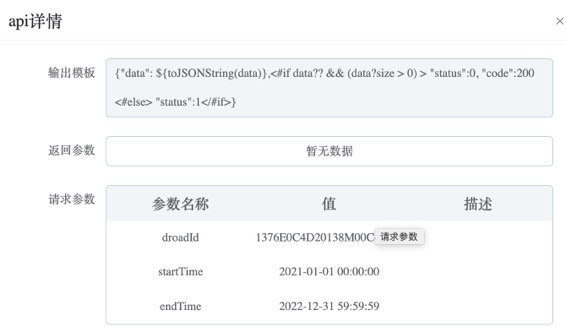 api详情
×
输出模板
{"data": ${toJSONString(data)},<#if data?? && (data?size > 0) > "status":0, "code":200
<#else> "status":1</#if>}
返回参数
暂无数据
请求参数
参数名称 值 描述
droadId 1376E0C4D20138M00C 请求参数
startTime 2021-01-01 00:00:00
endTime 2022-12-31 59:59:59